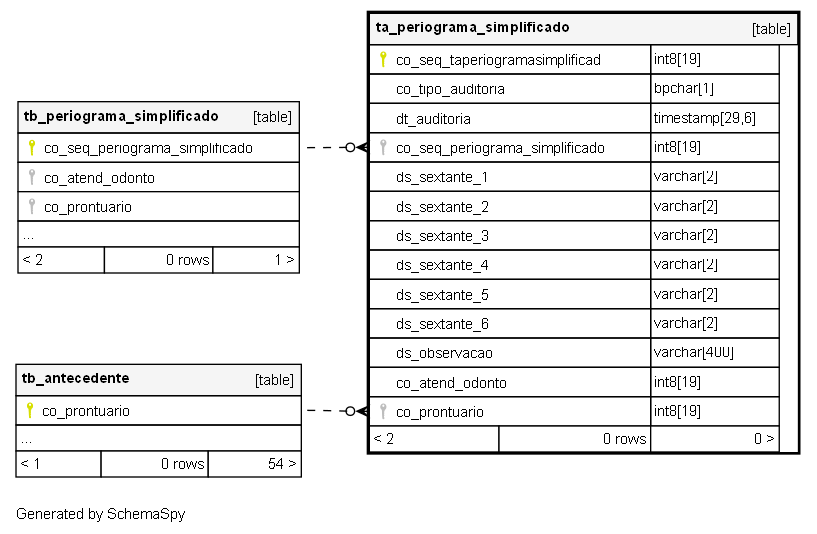 ta_periograma_simplificado [table]
co_seq_taperiogramasimplificad int8[19]
co_tipo_auditoria bpchar[1]
dt_auditoria timestamp[29,6]
co_seq_periograma_simplificado int8[19]
ds_sextante_1 varchar[2]
ds_sextante_2 varchar[2]
ds_sextante_3 varchar[2]
ds_sextante_4 varchar[2]
ds_sextante_5 varchar[2]
ds_sextante_6 varchar[2]
ds_observacao varchar[400]
co_atend_odonto int8[19]
co_prontuario int8[19]
< 2 0 rows 0 >
tb_periograma_simplificado [table]
co_seq_periograma_simplificado
co_atend_odonto
co_prontuario
...
< 2 0 rows 1 >
tb_antecedente [table]
co_prontuario
...
< 1 0 rows 54 >
Generated by SchemaSpy